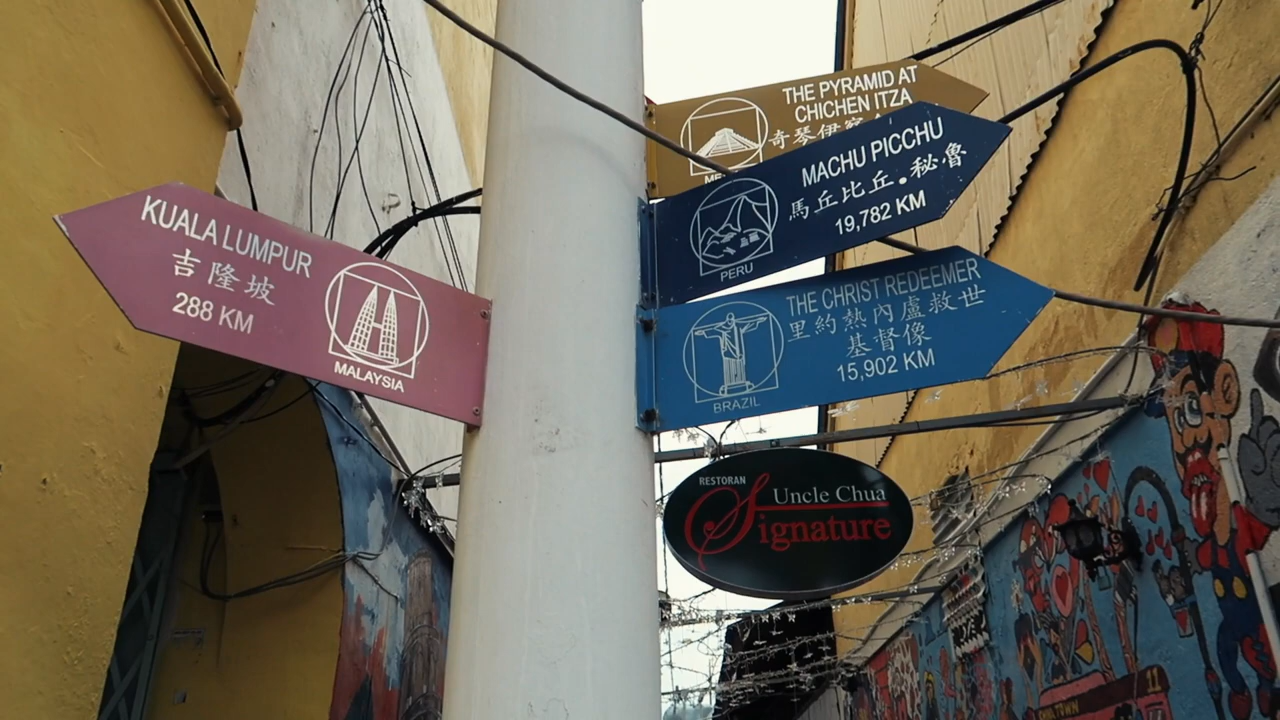 KUALA LUMPUR
吉隆坡
288 KM
MALAYSIA
THE PYRAMID AT
CHICHEN ITZA
奇琴伊
MACHU PICCHU
馬丘比丘.秘魯
19,782 KM
PERU
THE CHRIST REDEEMER
里約熱內盧救世
基督像
15,902 KM
BRAZIL
RESTORAN
Uncle Chua
Signature
11